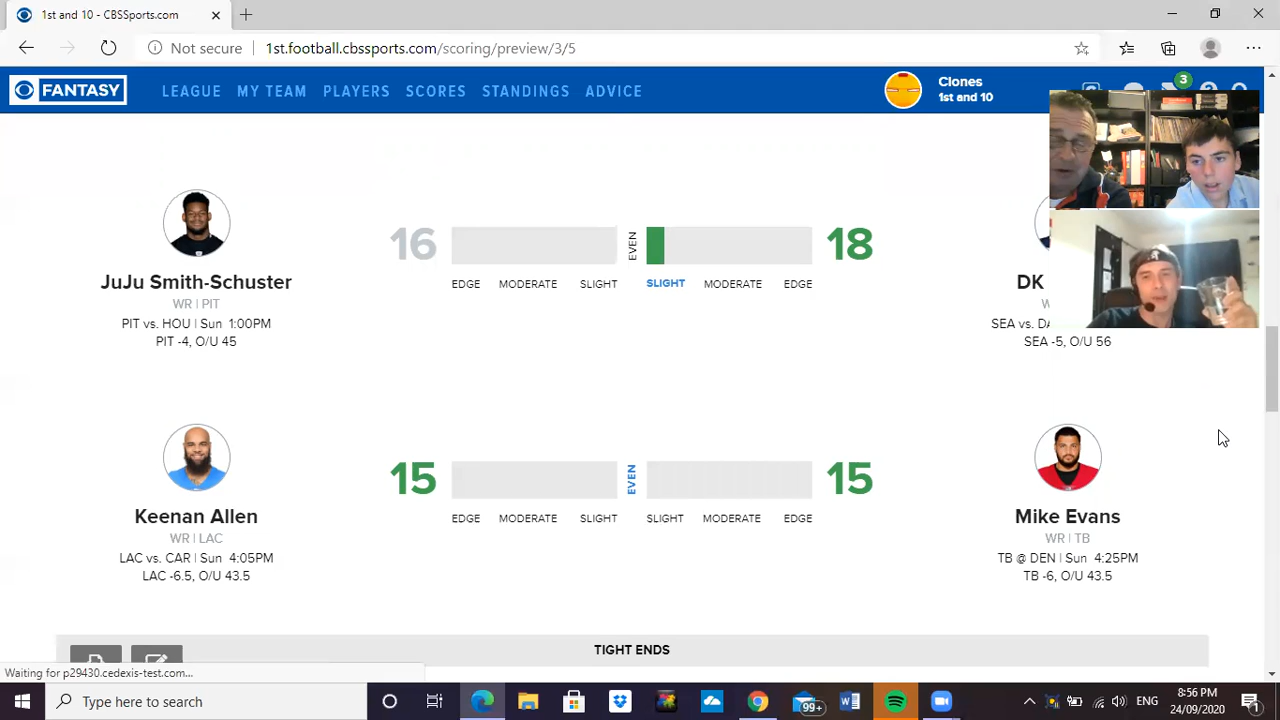 1st and 10 - CBSSports.com
Not secure
1st.football.cbssports.com/scoring/preview/3/5
FANTASY
LEAGUE MY TEAM PLAYERS SCORES STANDINGS ADVICE
Clones
1st and 10
3
JuJu Smith-Schuster
WR | PIT
PIT vs. HOU | Sun 1:00PM
PIT -4, O/U 45
16
EVEN
18
EDGE MODERATE SLIGHT SLIGHT MODERATE EDGE
DK
SEA vs.
SEA -5, O/U 56
Keenan Allen
WR | LAC
LAC vs. CAR | Sun 4:05PM
LAC -6.5, O/U 43.5
15
EVEN
15
EDGE MODERATE SLIGHT SLIGHT MODERATE EDGE
Mike Evans
WR | TB
TB @ DEN | Sun 4:25PM
TB -6, O/U 43.5
TIGHT ENDS
Waiting for p29430.cedexis-test.com...
Type here to search
99+
ENG
8:56 PM
24/09/2020
1